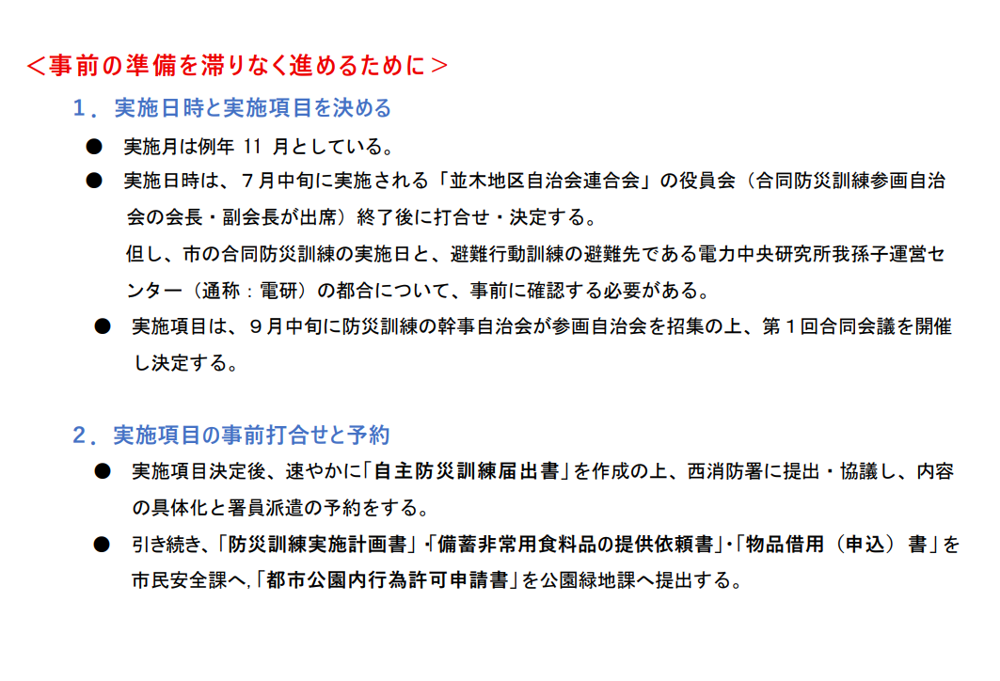 ＜事前の準備を滞りなく進めるために＞
１．実施日時と実施項目を決める
● 実施月は例年 11 月としている。
● 実施日時は、７月中旬に実施される「並木地区自治会連合会」の役員会（合同防災訓練参画自治
会の会長・副会長が出席）終了後に打合せ・決定する。
但し、市の合同防災訓練の実施日と、避難行動訓練の避難先である電力中央研究所我孫子運営セ
ンター（通称：電研）の都合について、事前に確認する必要がある。
● 実施項目は、９月中旬に防災訓練の幹事自治会が参画自治会を招集の上、第１回合同会議を開催
し決定する。
２．実施項目の事前打合せと予約
● 実施項目決定後、速やかに「自主防災訓練届出書」を作成の上、西消防署に提出・協議し、内容
の具体化と署員派遣の予約をする。
● 引き続き、「防災訓練実施計画書」・「備蓄非常用食料品の提供依頼書」・「物品借用（申込）書」を
市民安全課へ,「都市公園内行為許可申請書」を公園緑地課へ提出する。